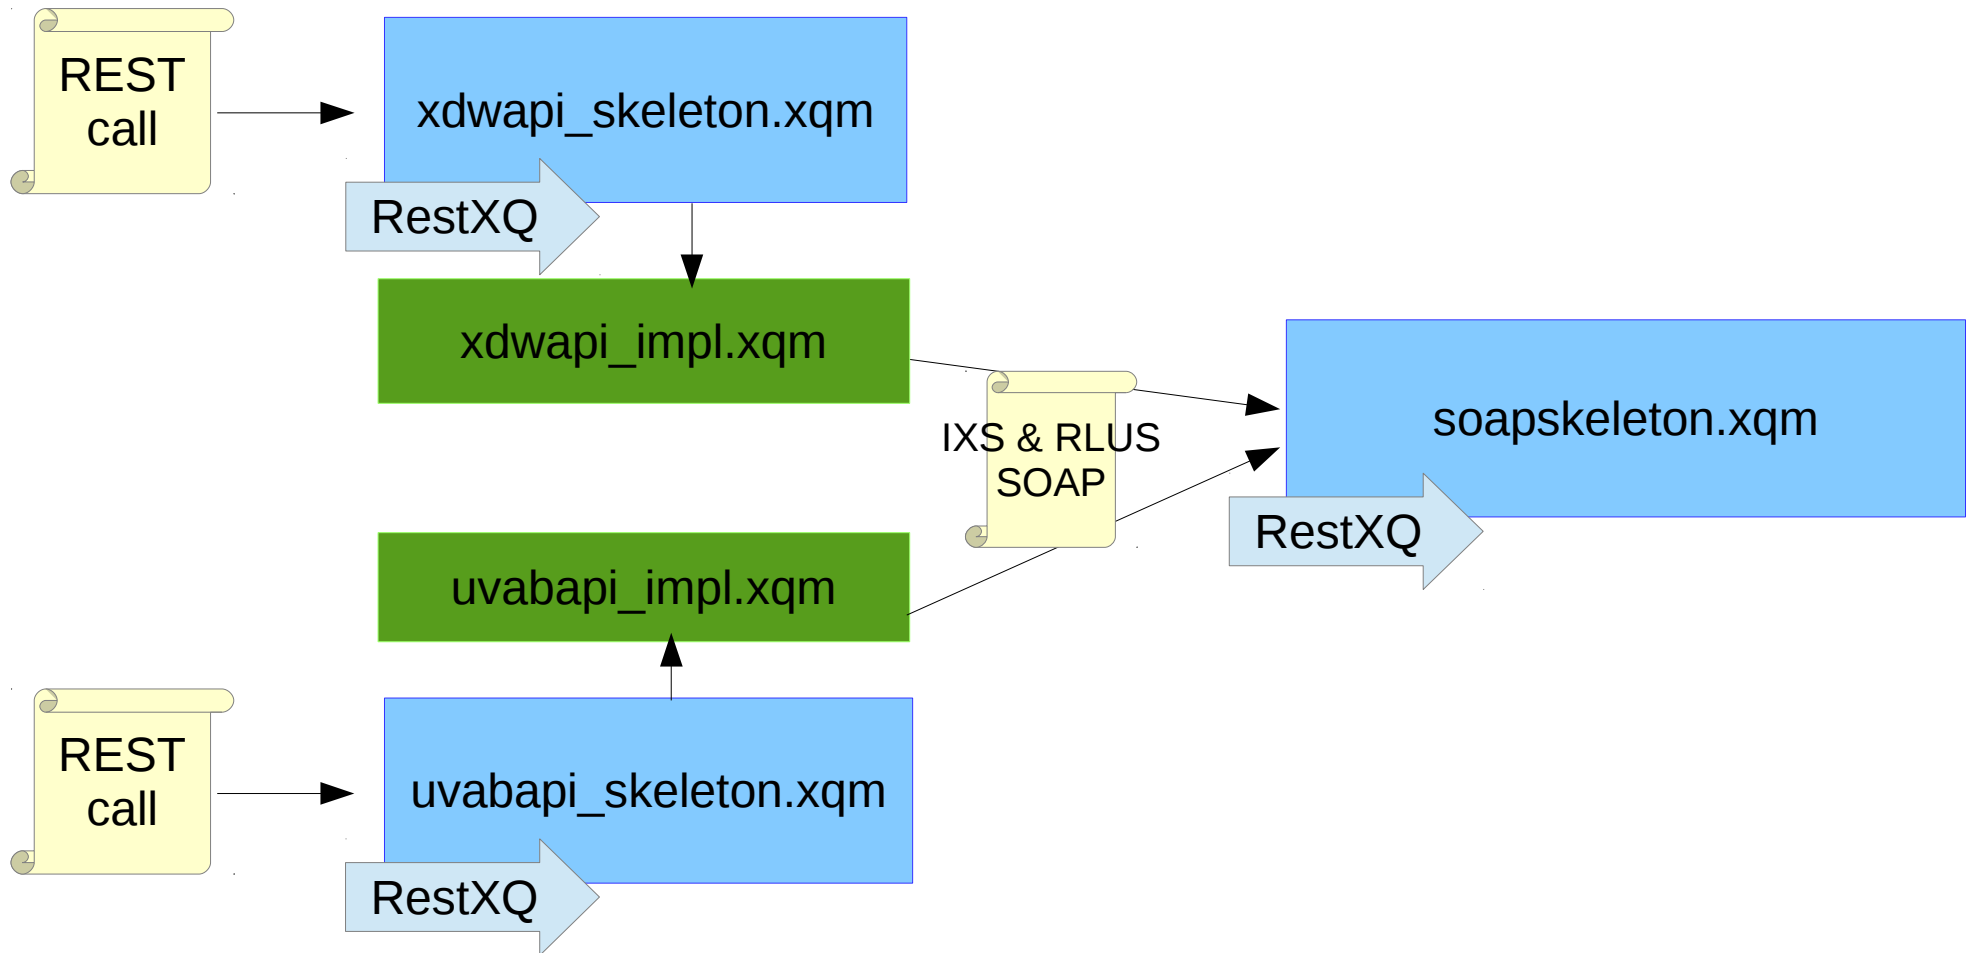 REST
call
xdwapi_skeleton.xqm
RestXQ
xdwapi_impl.xqm
IXS & RLUS
SOAP
soapskeleton.xqm
RestXQ
uvabapi_impl.xqm
REST
call
uvabapi_skeleton.xqm
RestXQ